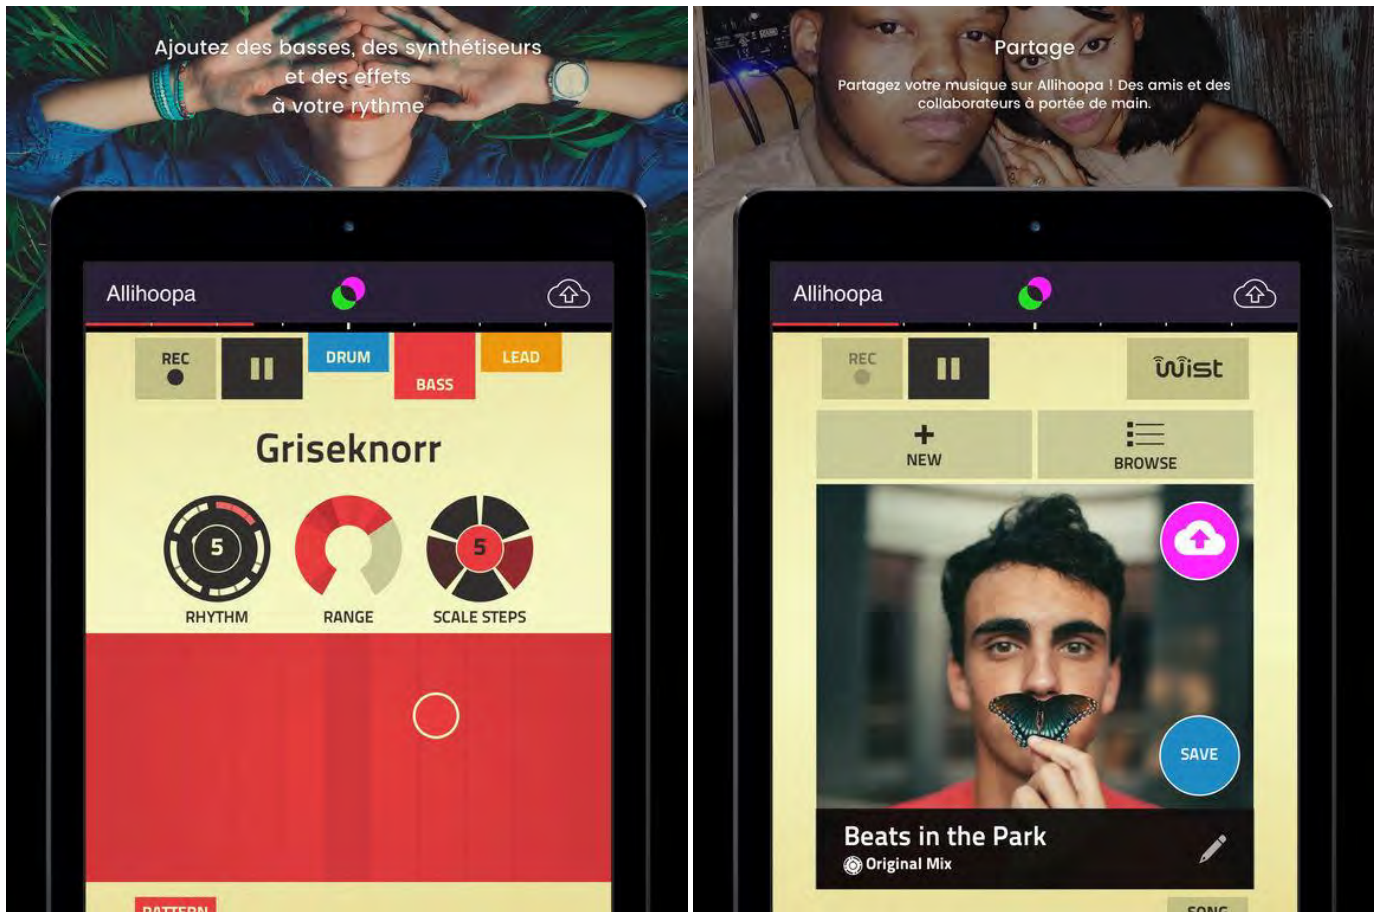 Ajoutez des basses, des synthétiseurs
et des effets
à votre rythme
Allihoopa
REC
DRUM
BASS
LEAD
Griseknorr
5
5
RHYTHM
RANGE
SCALE STEPS
PATTERN
Partage
Partagez votre musique sur Allihoopa ! Des amis et des
collaborateurs à portée de main.
Allihoopa
REC
Wist
NEW
BROWSE
SAVE
Beats in the Park
Original Mix
SONG